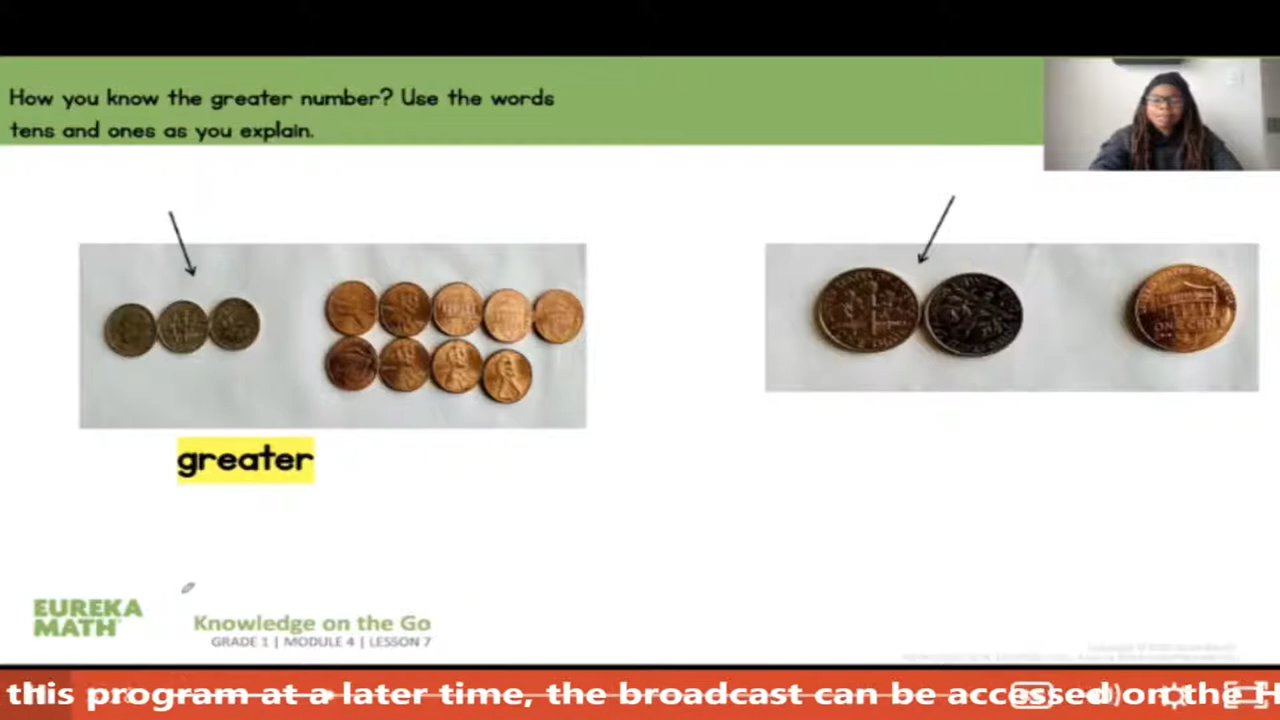 How you know the greater number? Use the words
tens and ones as you explain.
greater
EUREKA
MATH
Knowledge on the Go
GRADE 1 | MODULE 4 | LESSON 7
this program at a later time, the broadcast can be accessed on the H
ONE CENT